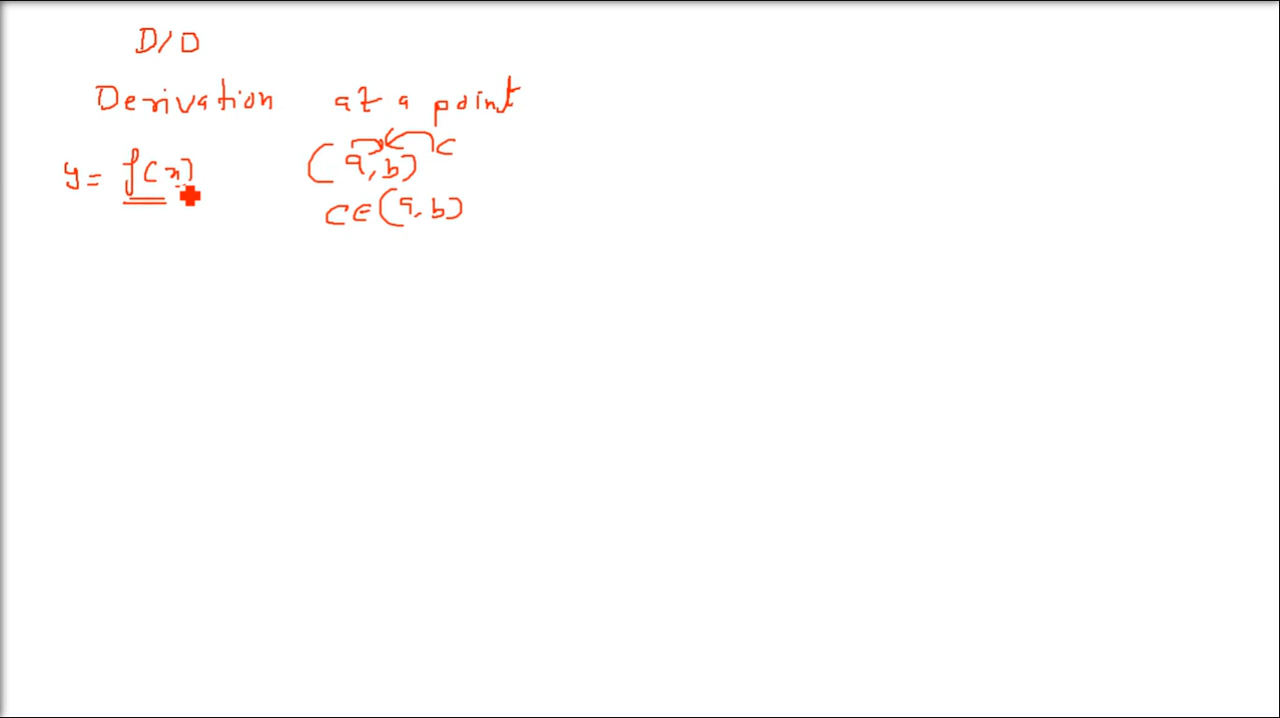 D/D
Derivation at a point
y = f(x) (a, b) c
C∈(a, b)